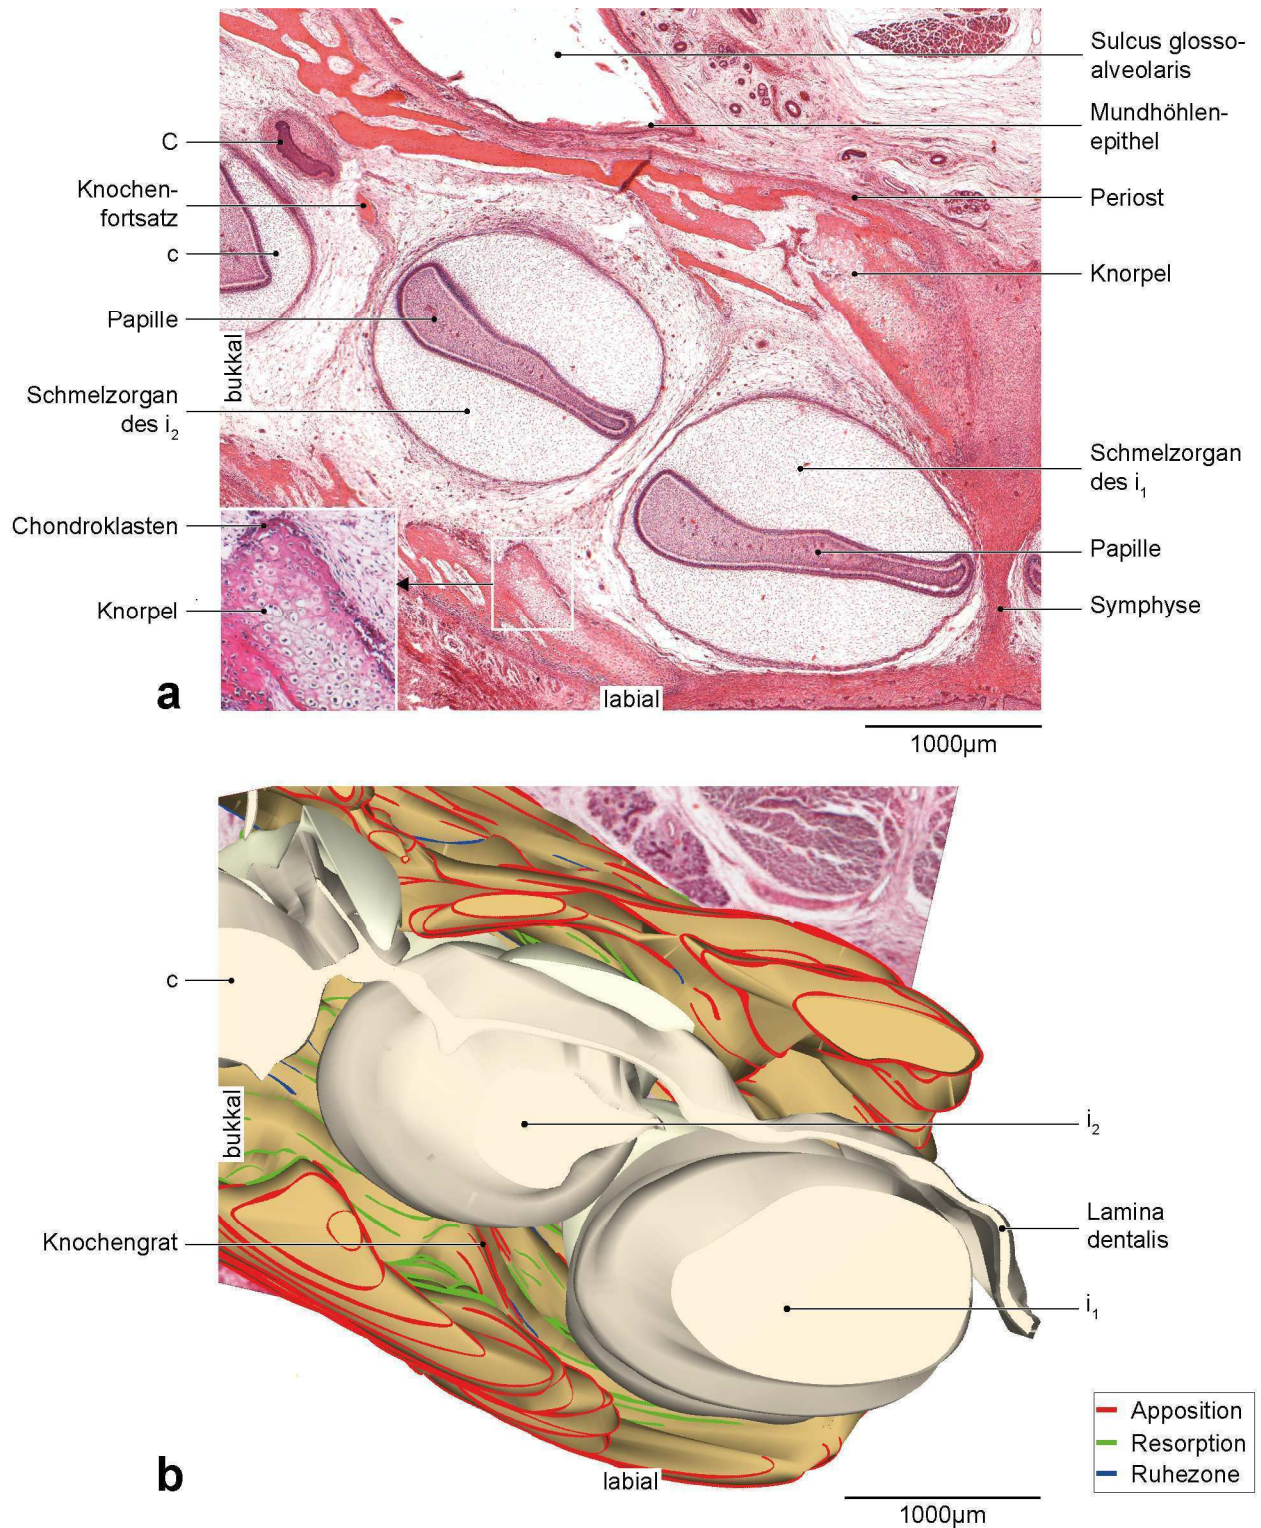 Sulcus glosso-
alveolaris
Mundhöhlen-
epithel
C
Knochen-
fortsatz
Periost
c
Knorpel
Papille
bukkal
Schmelzorgan
des i₂
Schmelzorgan
des i₁
Chondroklasten
Papille
Knorpel
Symphyse
a
labial
1000µm
c
bukkal
i₂
Lamina
dentalis
Knochengrat
i₁
Apposition
Resorption
Ruhezone
b
labial
1000µm